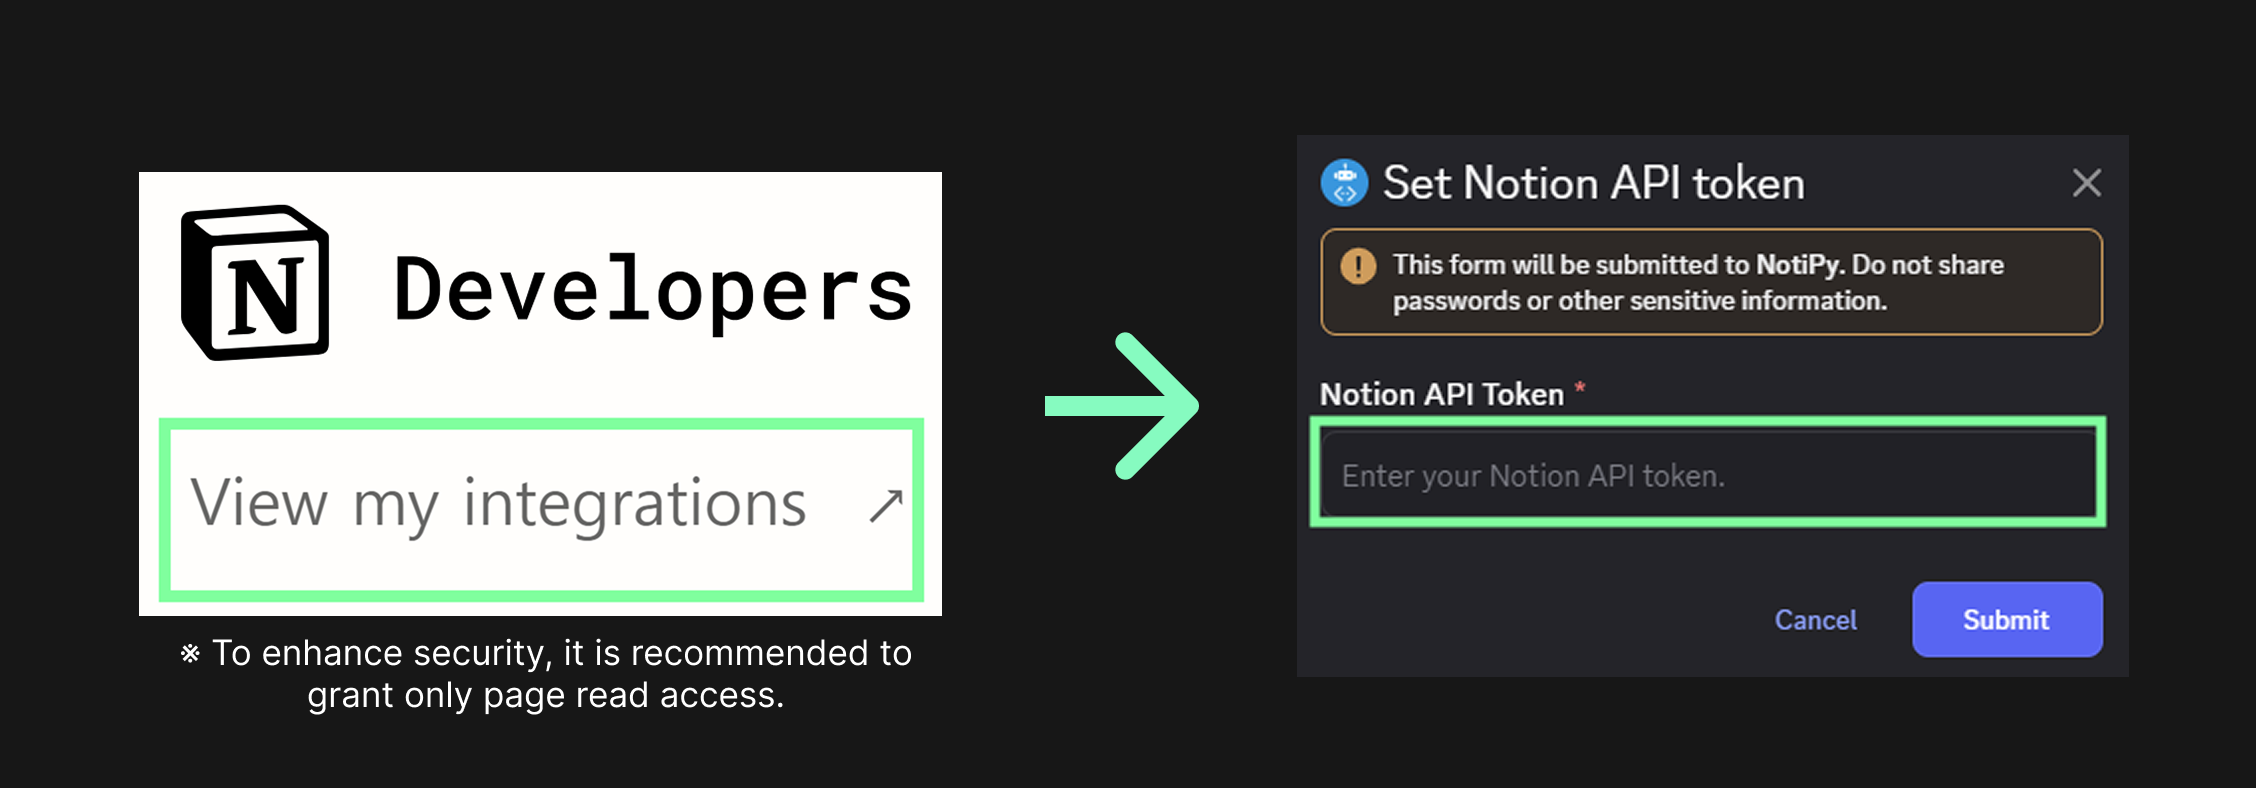 N Developers
View my integrations ↗
※ To enhance security, it is recommended to
grant only page read access.
Set Notion API token
This form will be submitted to NotiPy. Do not share
passwords or other sensitive information.
Notion API Token *
Enter your Notion API token.
Cancel
Submit